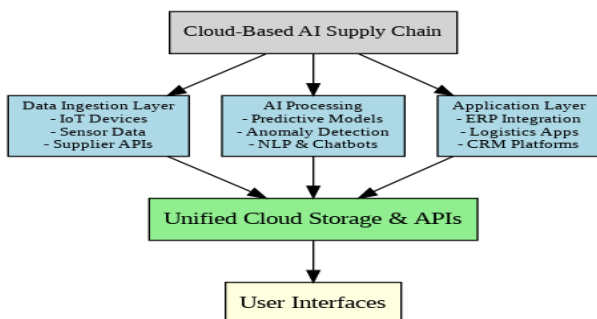 Cloud-Based AI Supply Chain
Data Ingestion Layer
- IoT Devices
- Sensor Data
- Supplier APIs
AI Processing
- Predictive Models
- Anomaly Detection
- NLP & Chatbots
Application Layer
- ERP Integration
- Logistics Apps
- CRM Platforms
Unified Cloud Storage & APIs
User Interfaces